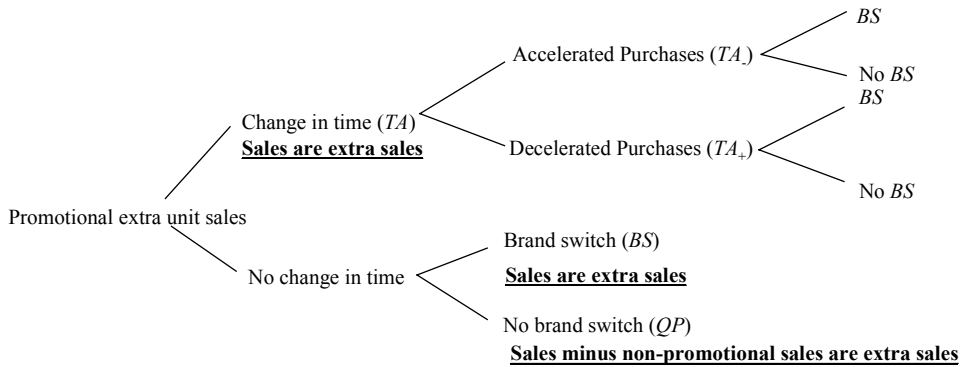 BS
Accelerated Purchases (TA-)
No BS
BS
Change in time (TA)
Sales are extra sales
Decelerated Purchases (TA+)
No BS
Promotional extra unit sales
Brand switch (BS)
No change in time
Sales are extra sales
No brand switch (QP)
Sales minus non-promotional sales are extra sales